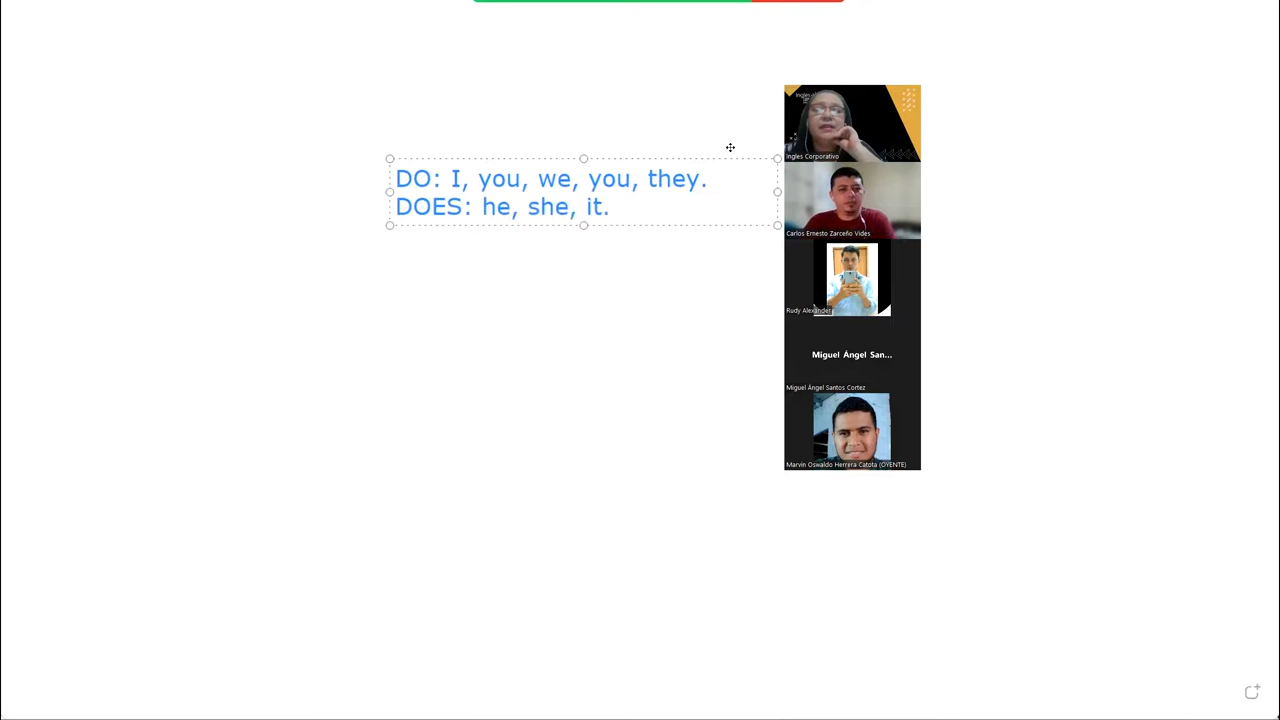 DO: I, you, we, you, they.
DOES: he, she, it.
Ingles Corporativo
Carlos Ernesto Zarceño Vides
Rudy Alexander
Miguel Ángel San...
Miguel Ángel Santos Cortez
Marvin Oswaldo Herrera Catota (OYENTE)